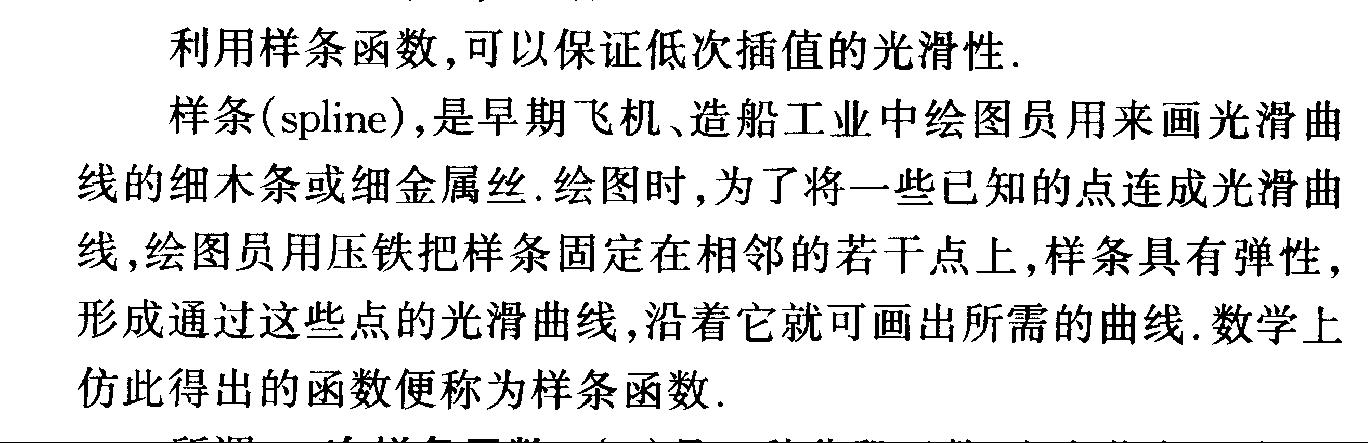 利用样条函数,可以保证低次插值的光滑性.
样条(spline),是早期飞机、造船工业中绘图员用来画光滑曲
线的细木条或细金属丝.绘图时,为了将一些已知的点连成光滑曲
线,绘图员用压铁把样条固定在相邻的若干点上,样条具有弹性,
形成通过这些点的光滑曲线,沿着它就可画出所需的曲线.数学上
仿此得出的函数便称为样条函数.